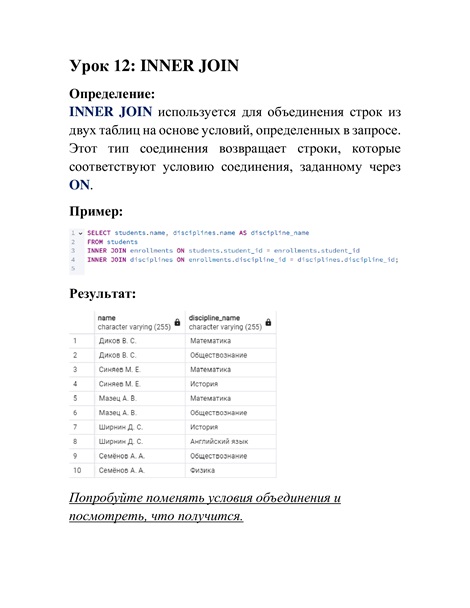 Урок 12: INNER JOIN
Определение:
INNER JOIN используется для объединения строк из
двух таблиц на основе условий, определенных в запросе.
Этот тип соединения возвращает строки, которые
соответствуют условию соединения, заданному через
ON.
Пример:
1 SELECT students.name, disciplines.name AS discipline_name
2 FROM students
3 INNER JOIN enrollments ON students.student_id = enrollments.student_id
4 INNER JOIN disciplines ON enrollments.discipline_id = disciplines.discipline_id;
5
Результат:
name discipline_name
character varying (255) character varying (255)
1 Диков В. С. Математика
2 Диков В. С. Обществознание
3 Синяев М. Е. Математика
4 Синяев М. Е. История
5 Мазец А. В. Математика
6 Мазец А. В. Обществознание
7 Ширнин Д. С. История
8 Ширнин Д. С. Английский язык
9 Семёнов А. А. Обществознание
10 Семёнов А. А. Физика
Попробуйте поменять условия объединения и
посмотреть, что получится.